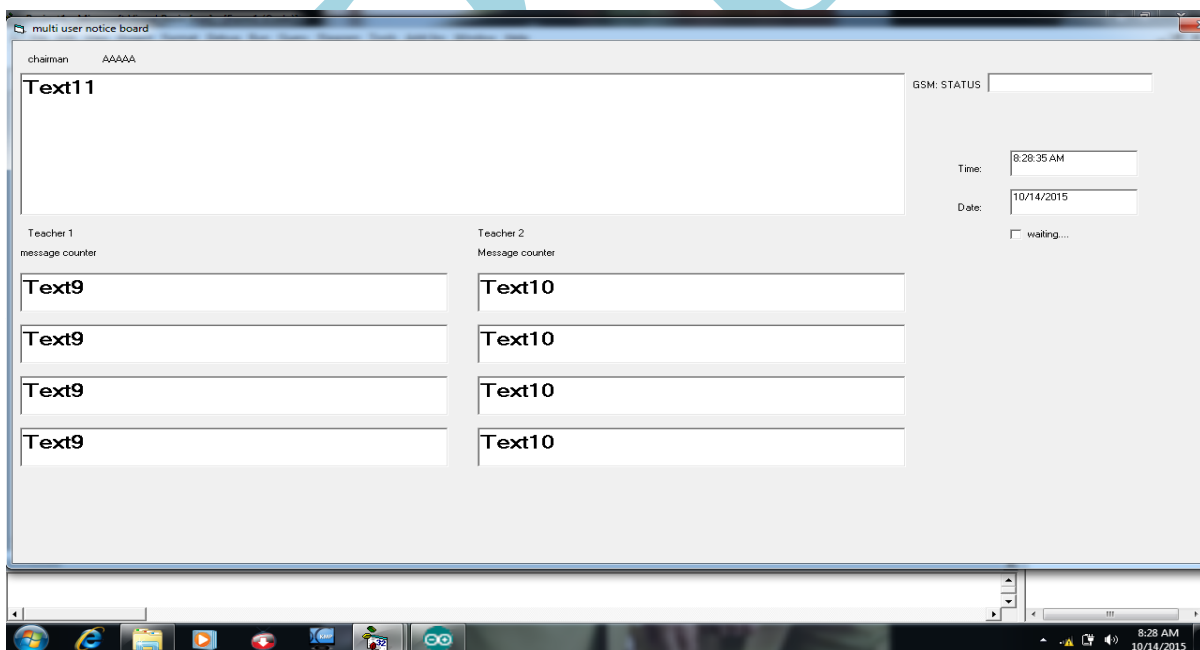 multi user notice board
chairman AAAAA
Text11
GSM: STATUS
Time: 8:28:35 AM
Date: 10/14/2015
waiting....
Teacher 1
message counter
Text9
Text9
Text9
Text9
Teacher 2
Message counter
Text10
Text10
Text10
Text10
8:28 AM
10/14/2015